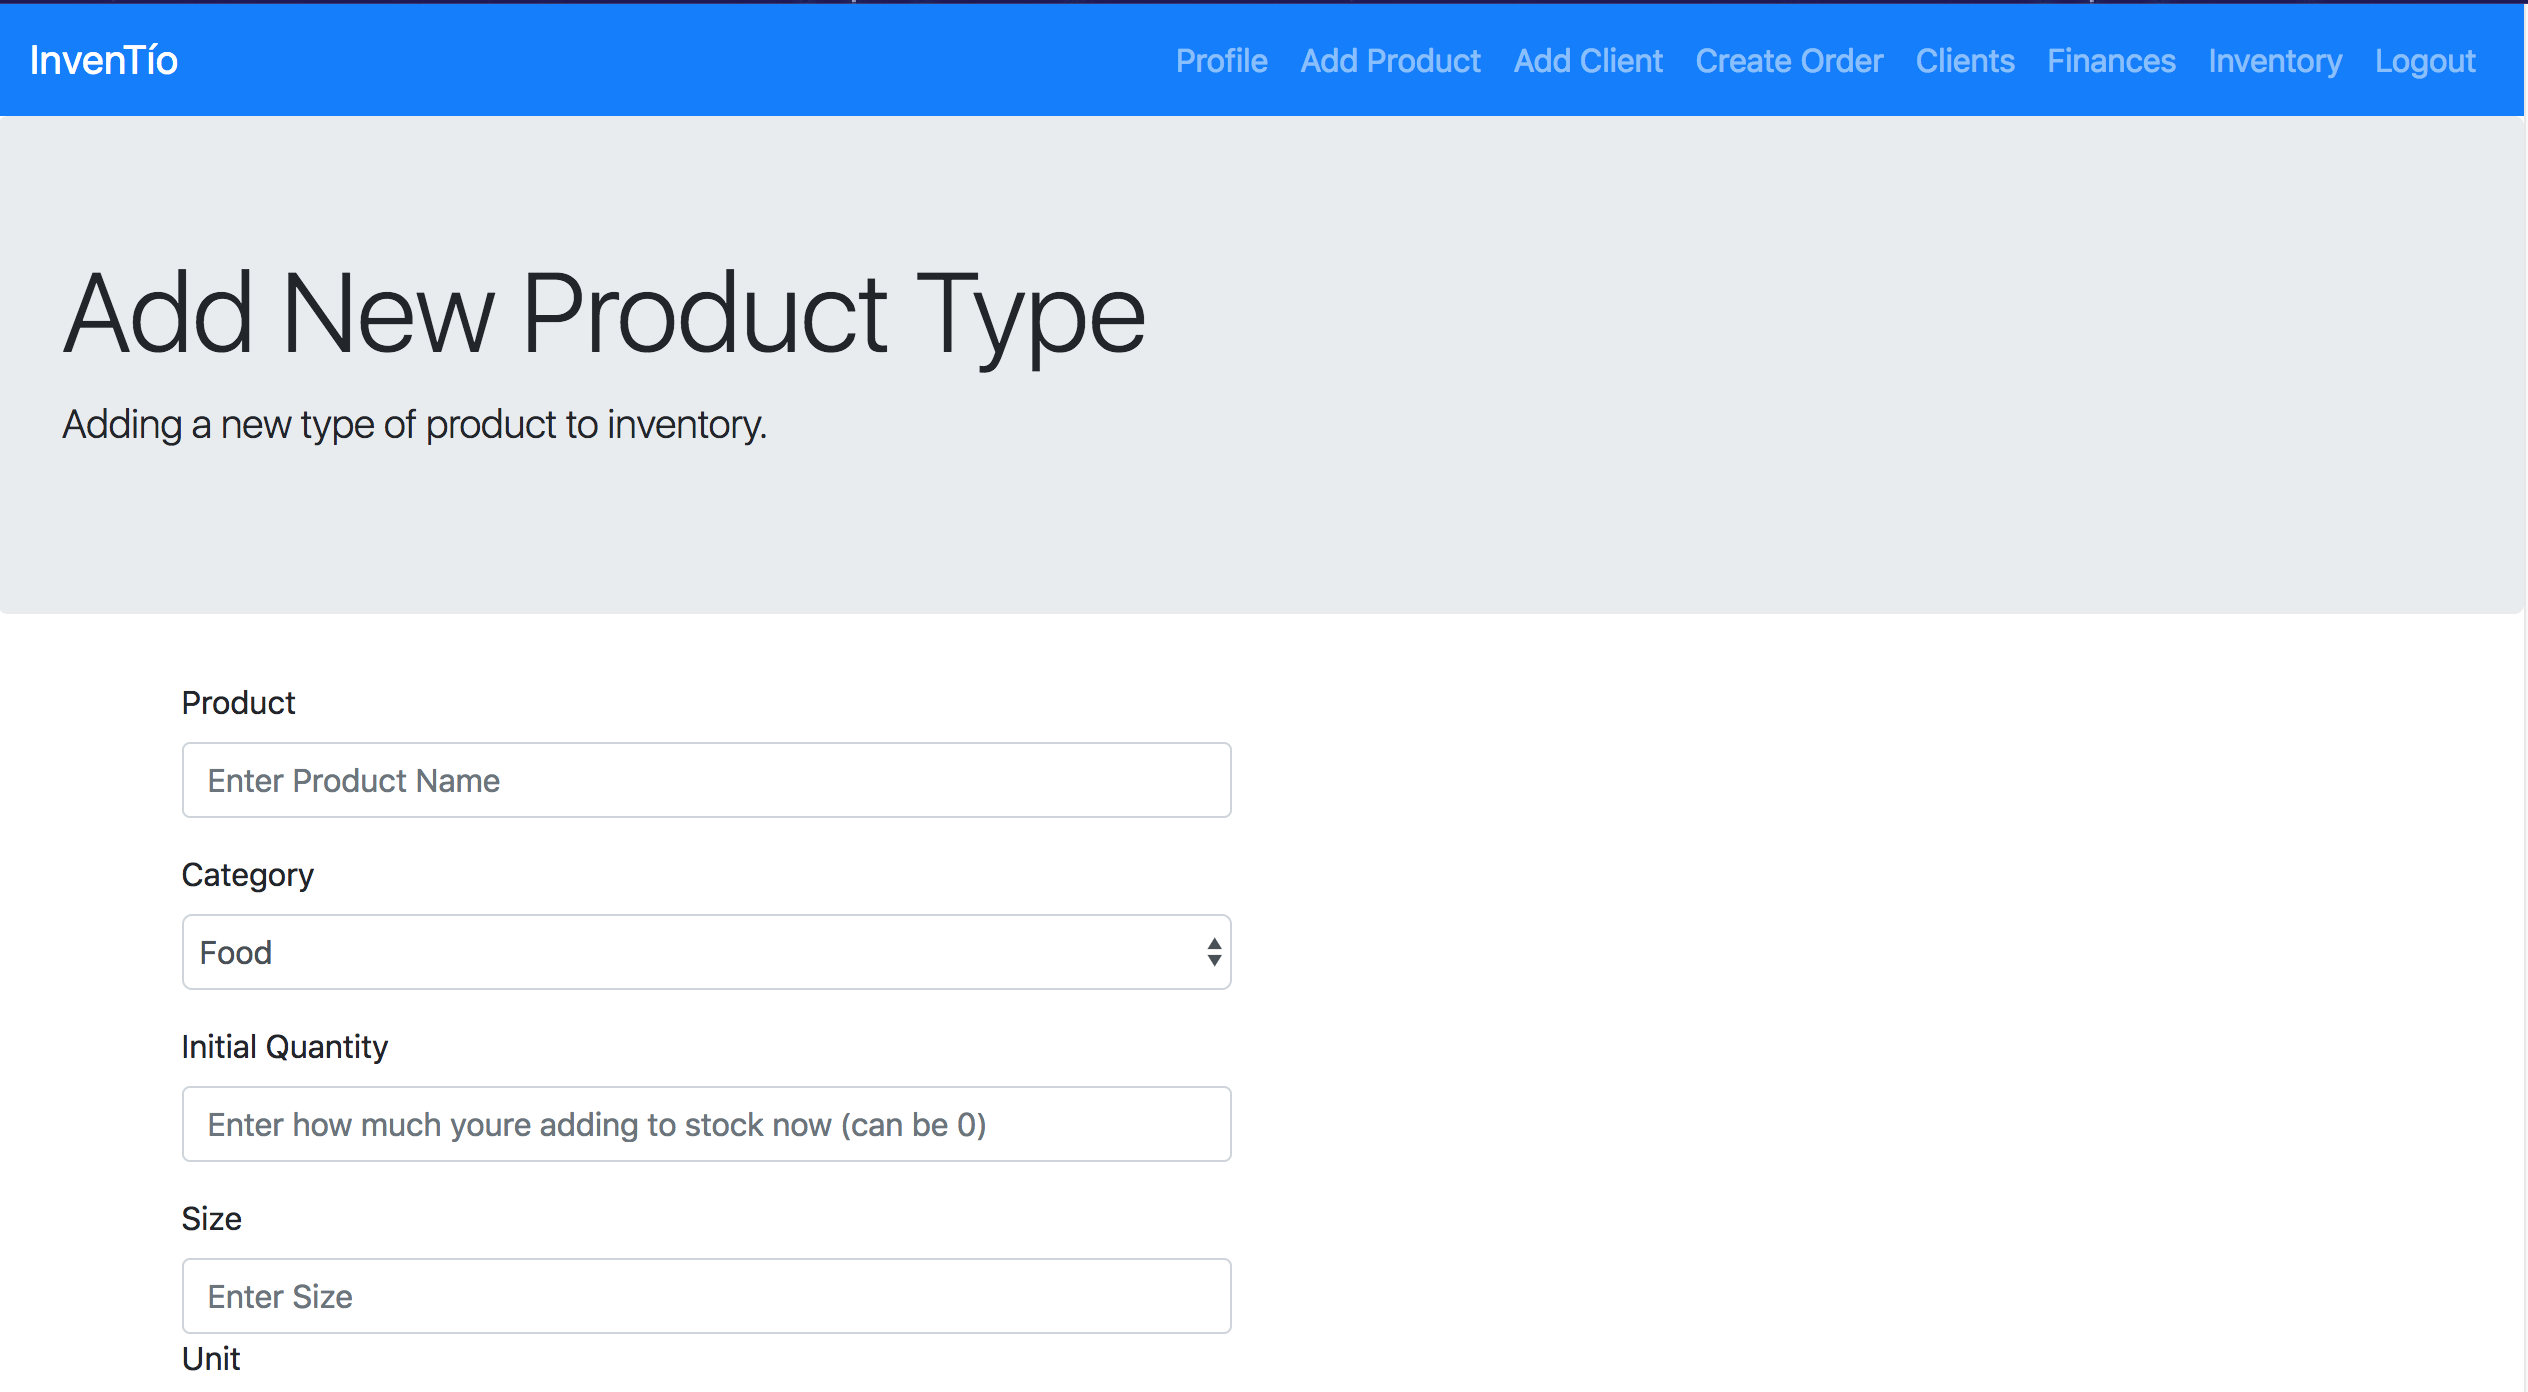 InvenTío Profile Add Product Add Client Create Order Clients Finances Inventory Logout
Add New Product Type
Adding a new type of product to inventory.
Product
Enter Product Name
Category
Food
Initial Quantity
Enter how much youre adding to stock now (can be 0)
Size
Enter Size
Unit